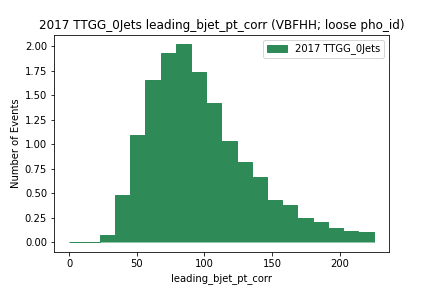 2017 TTGG_0Jets leading_bjet_pt_corr (VBFHH; loose pho_id)
2017 TTGG_0Jets
2.00
1.75
1.50
1.25
1.00
0.75
0.50
0.25
0.00
Number of Events
0 50 100 150 200
leading_bjet_pt_corr